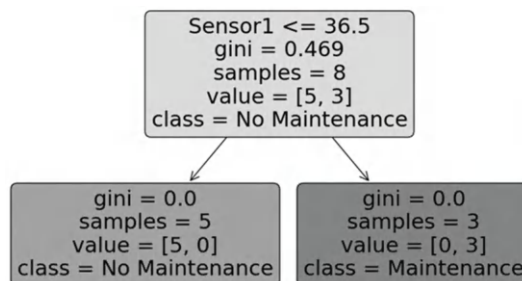 Sensor1 <= 36.5
gini = 0.469
samples = 8
value = [5, 3]
class = No Maintenance
gini = 0.0
samples = 5
value = [5, 0]
class = No Maintenance
gini = 0.0
samples = 3
value = [0, 3]
class = Maintenance